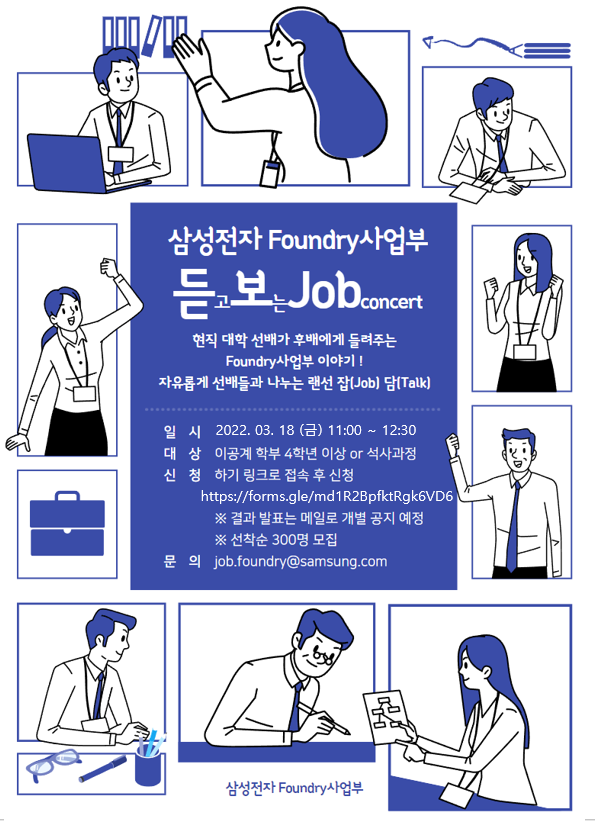 삼성전자 Foundry사업부
듣고보는Job concert
현직 대학 선배가 후배에게 들려주는
Foundry사업부 이야기 !
자유롭게 선배들과 나누는 랜선 잡(Job) 담(Talk)
일 시 2022. 03. 18 (금) 11:00 ~ 12:30
대 상 이공계 학부 4학년 이상 or 석사과정
신 청 하기 링크로 접속 후 신청
https://forms.gle/md1R2BpfktRgk6VD6
※ 결과 발표는 메일로 개별 공지 예정
※ 선착순 300명 모집
문 의 job.foundry@samsung.com
삼성전자 Foundry사업부